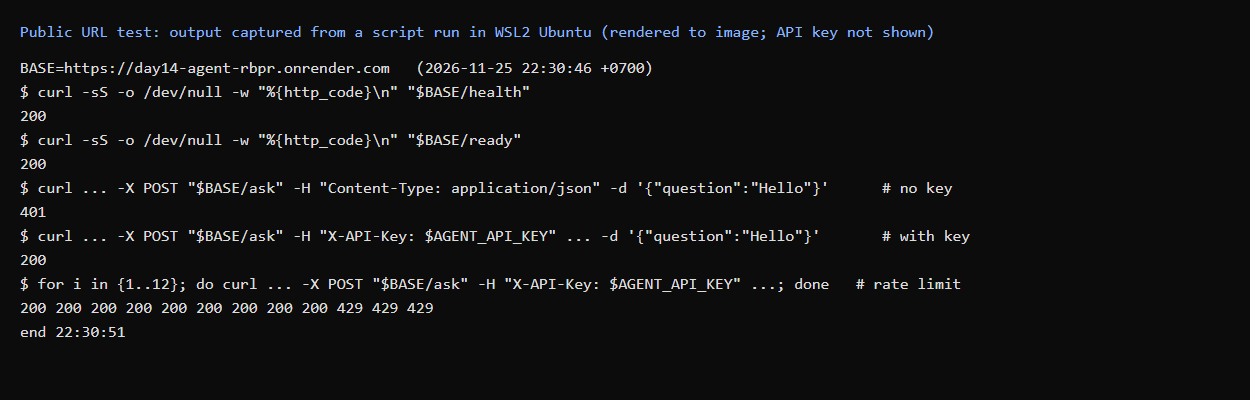 Public URL test: output captured from a script run in WSL2 Ubuntu (rendered to image; API key not shown)
BASE=https://day14-agent-rbpr.onrender.com   (2026-11-25 22:30:46 +0700)
$ curl -sS -o /dev/null -w "%{http_code}\n" "$BASE/health"
200
$ curl -sS -o /dev/null -w "%{http_code}\n" "$BASE/ready"
200
$ curl ... -X POST "$BASE/ask" -H "Content-Type: application/json" -d '{"question":"Hello"}'      # no key
401
$ curl ... -X POST "$BASE/ask" -H "X-API-Key: $AGENT_API_KEY" ... -d '{"question":"Hello"}'       # with key
200
$ for i in {1..12}; do curl ... -X POST "$BASE/ask" -H "X-API-Key: $AGENT_API_KEY" ...; done   # rate limit
200 200 200 200 200 200 200 200 200 429 429 429
end 22:30:51